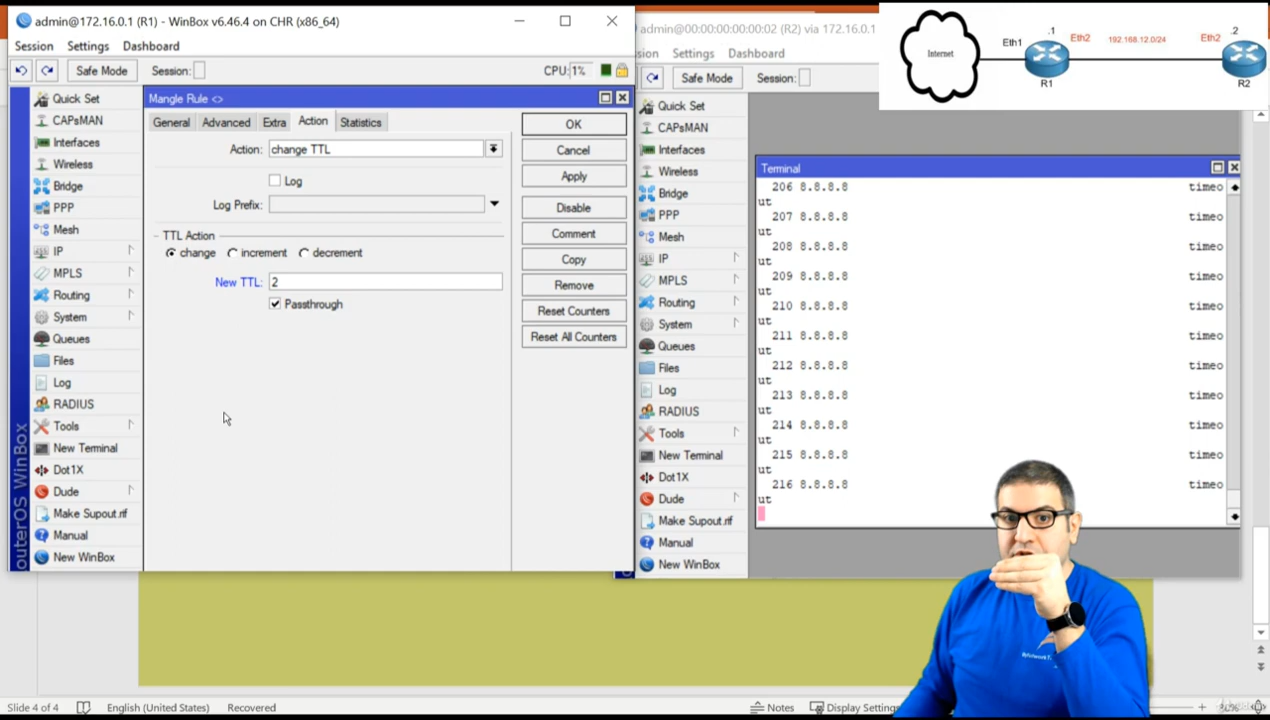 admin@172.16.0.1 (R1) - WinBox v6.46.4 on CHR (x86_64)
Session Settings Dashboard
Safe Mode Session: CPU: 1%
Quick Set
CAPsMAN
Interfaces
Wireless
Bridge
PPP
Mesh
IP
MPLS
Routing
System
Queues
Files
Log
RADIUS
Tools
New Terminal
Dot1X
Dude
Make Supout.rif
Manual
New WinBox
outerOS WinBox
Mangle Rule <>
General Advanced Extra Action Statistics
Action: change TTL
Log
Log Prefix:
TTL Action
change increment decrement
New TTL: 2
Passthrough
OK
Cancel
Apply
Disable
Comment
Copy
Remove
Reset Counters
Reset All Counters
admin@00:00:00:00:00:02 (R2) via 172.16.0.1
Settings Dashboard
Safe Mode Session:
Quick Set
CAPsMAN
Interfaces
Wireless
Bridge
PPP
Mesh
IP
MPLS
Routing
System
Queues
Files
Log
RADIUS
Tools
New Terminal
Dot1X
Dude
Make Supout.rif
Manual
New WinBox
Terminal
206 8.8.8.8 timeo
ut
207 8.8.8.8 timeo
ut
208 8.8.8.8 timeo
ut
209 8.8.8.8 timeo
ut
210 8.8.8.8 timeo
ut
211 8.8.8.8 timeo
ut
212 8.8.8.8 timeo
ut
213 8.8.8.8 timeo
ut
214 8.8.8.8 timeo
ut
215 8.8.8.8 timeo
ut
216 8.8.8.8 timeo
ut
Internet
Eth1
.1
Eth2
192.168.12.0/24
Eth2
.2
R1
R2
Slide 4 of 4 English (United States) Recovered Notes Display Settings